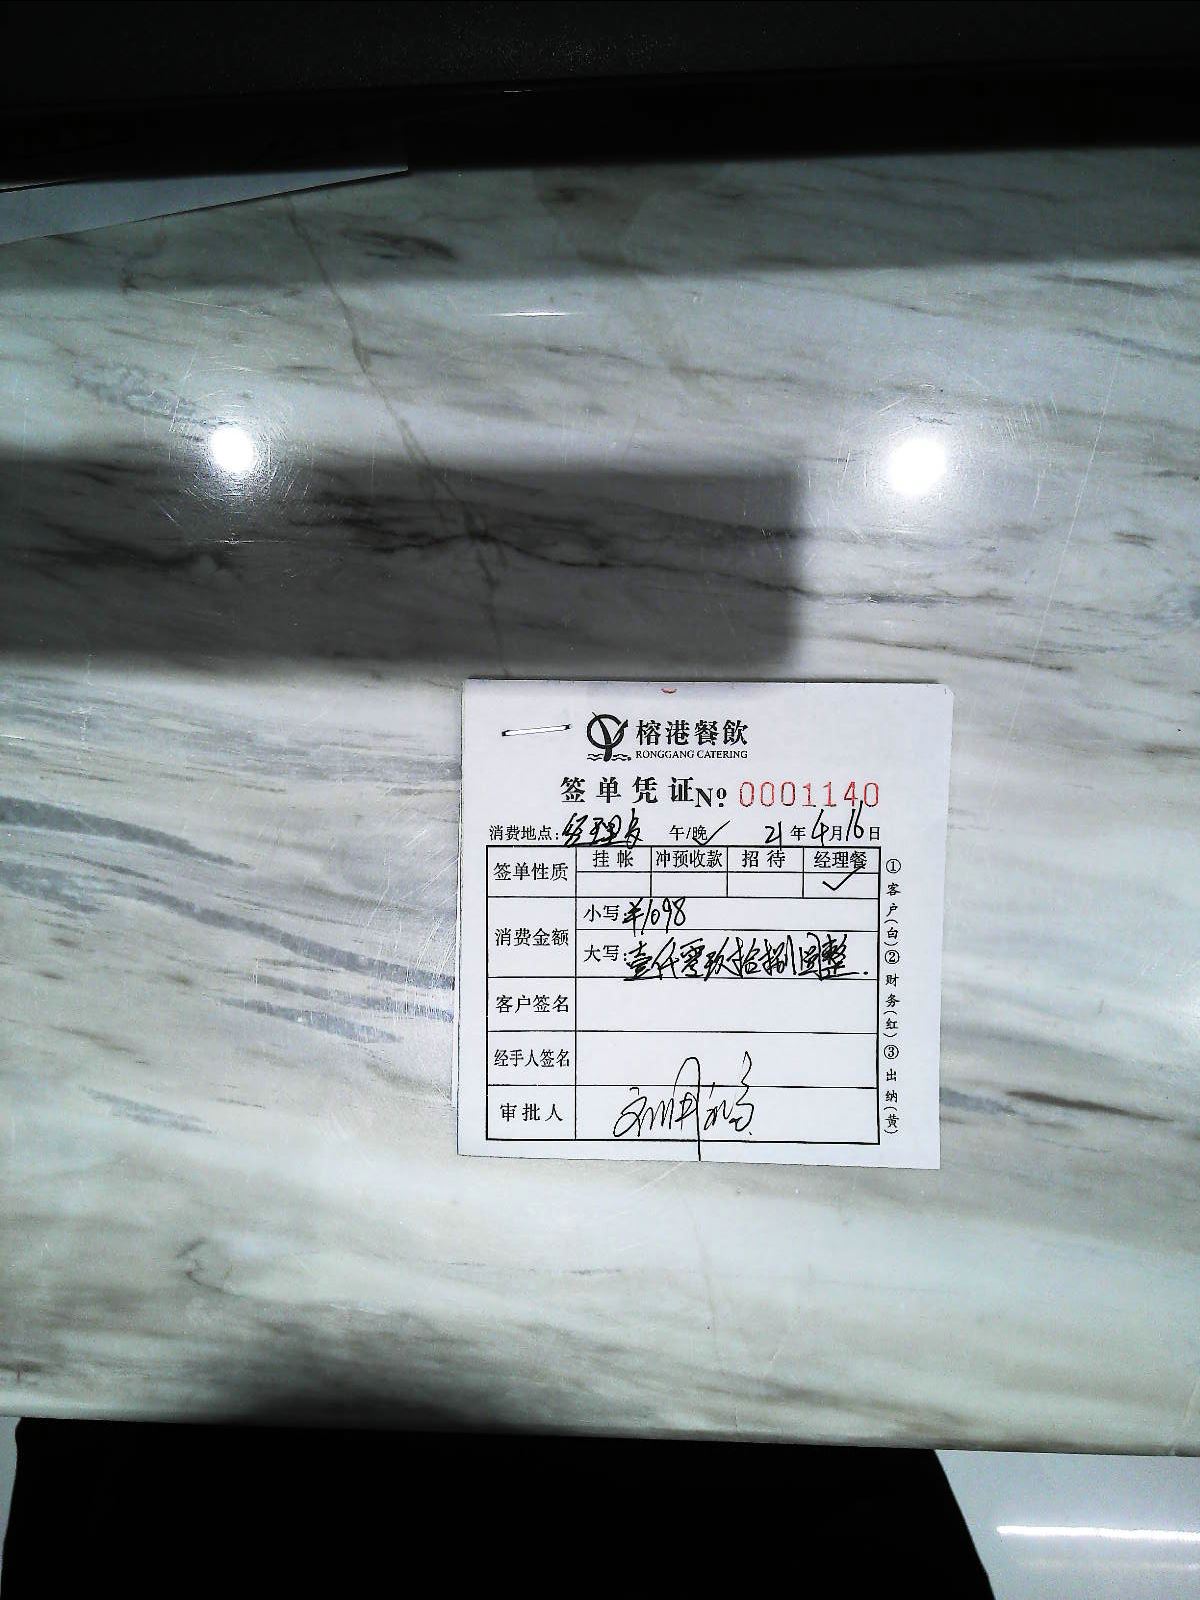 榕港餐飲
RONGGANG CATERING
签单凭证 № 0001140
消费地点: 经理 午/晚✓ 21年4月16日
签单性质 挂帐 冲预收款 招待 经理餐
✓
消费金额 小写 ¥1098
大写: 壹仟零玖拾捌圆整.
客户签名
经手人签名
审批人
①客户(白)②财务(红)③出纳(黄)